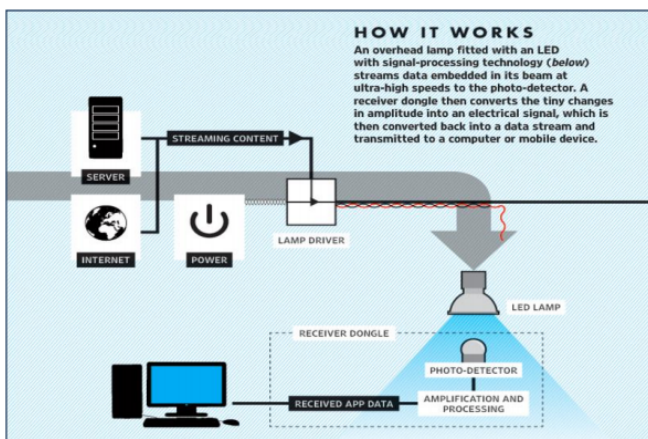 HOW IT WORKS
An overhead lamp fitted with an LED
with signal-processing technology (below)
streams data embedded in its beam at
ultra-high speeds to the photo-detector. A
receiver dongle then converts the tiny changes
in amplitude into an electrical signal, which is
then converted back into a data stream and
transmitted to a computer or mobile device.
STREAMING CONTENT
SERVER
INTERNET
POWER
LAMP DRIVER
LED LAMP
RECEIVER DONGLE
PHOTO-DETECTOR
RECEIVED APP DATA
AMPLIFICATION AND
PROCESSING